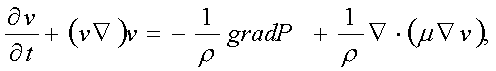 ∂v/∂t + (v∇)v = − 1/ρ gradP + 1/ρ ∇ · (μ∇v),